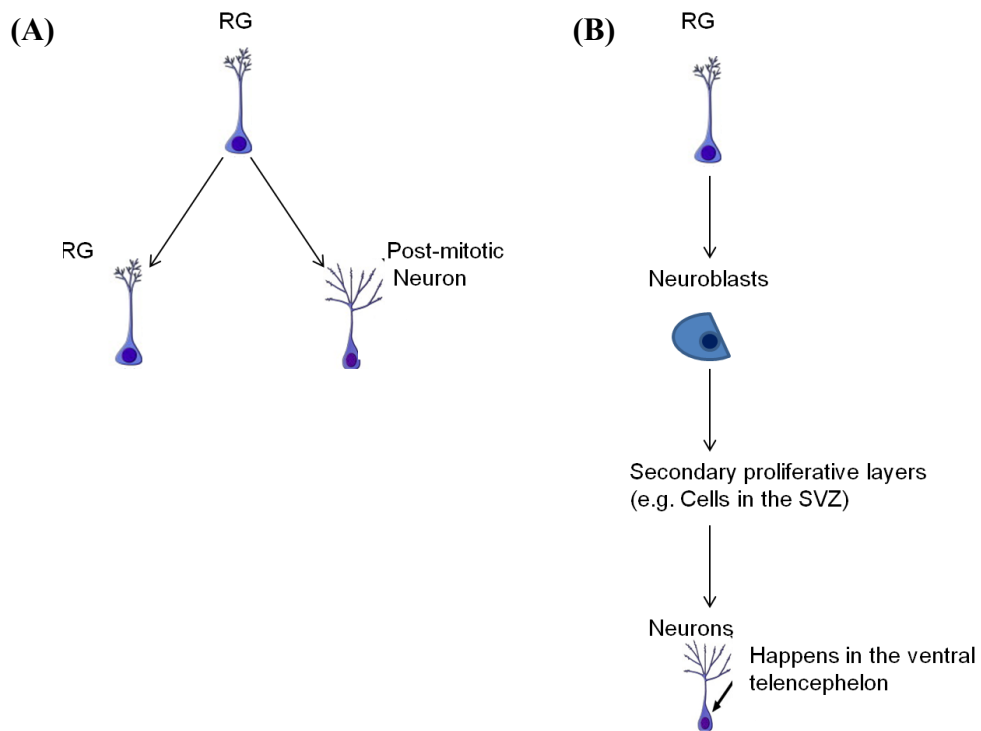 (A)
RG
RG
Post-mitotic
Neuron
(B)
RG
Neuroblasts
Secondary proliferative layers
(e.g. Cells in the SVZ)
Neurons
Happens in the ventral
telencephelon